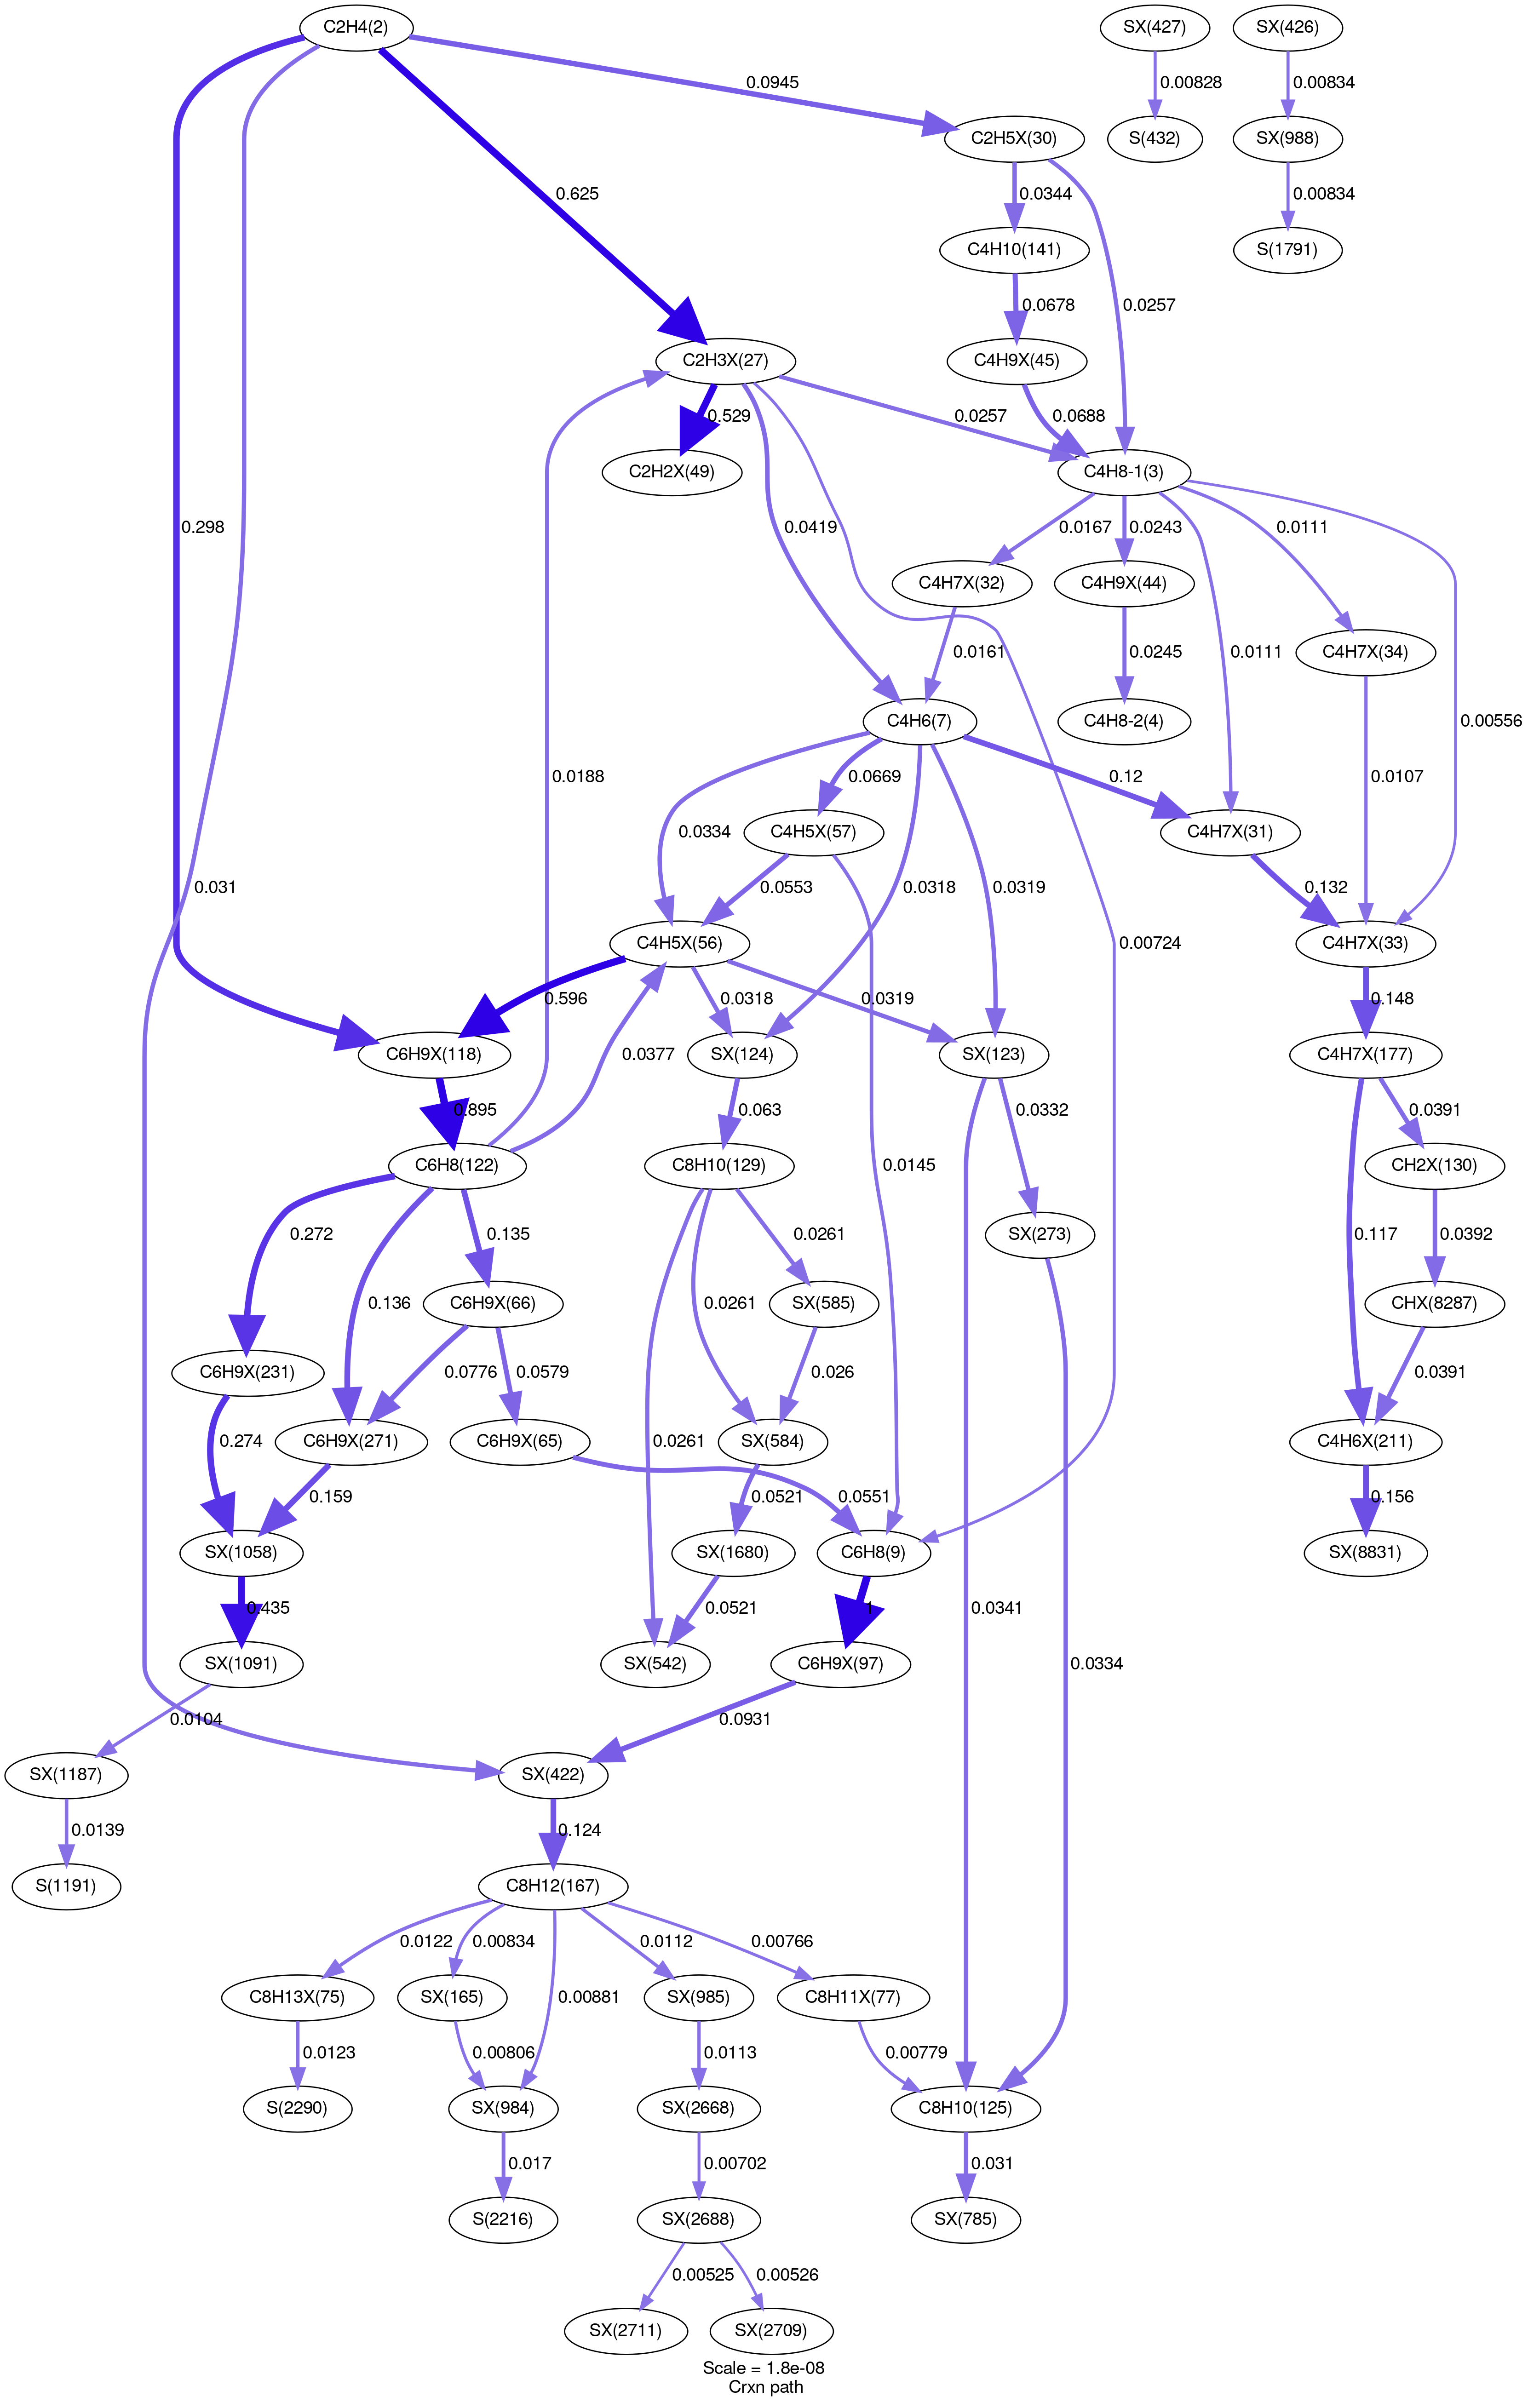 C2H4(2)
SX(427)
SX(426)
0.0945
0.00828
0.00834
C2H5X(30)
S(432)
SX(988)
0.625
0.0344
0.00834
C4H10(141)
S(1791)
0.0678
0.0257
C2H3X(27)
C4H9X(45)
0.529
0.0257
0.0688
C2H2X(49)
C4H8-1(3)
0.298
0.0419
0.0167
0.0243
0.0111
C4H7X(32)
C4H9X(44)
0.0161
0.0245
0.0111
C4H7X(34)
C4H6(7)
C4H8-2(4)
0.00556
0.0188
0.0669
0.12
0.0107
0.0334
C4H5X(57)
C4H7X(31)
0.031
0.0553
0.0318
0.0319
0.132
C4H5X(56)
0.00724
C4H7X(33)
0.596
0.0377
0.0318
0.0319
0.0145
0.148
C6H9X(118)
SX(124)
SX(123)
C4H7X(177)
0.895
0.063
0.0332
0.0391
C6H8(122)
C8H10(129)
CH2X(130)
0.272
0.136
0.135
0.0261
SX(273)
0.117
0.0392
C6H9X(66)
0.0261
SX(585)
CHX(8287)
C6H9X(231)
0.0776
0.0579
0.026
0.0391
0.274
C6H9X(271)
C6H9X(65)
0.0261
SX(584)
C4H6X(211)
0.159
0.0521
0.0551
0.156
SX(1058)
SX(1680)
C6H8(9)
SX(8831)
0.435
0.0521
1
0.0341
SX(1091)
SX(542)
C6H9X(97)
0.0334
0.0104
0.0931
SX(1187)
SX(422)
0.0139
0.124
S(1191)
C8H12(167)
0.0122
0.00834
0.00881
0.0112
0.00766
C8H13X(75)
SX(165)
SX(985)
C8H11X(77)
0.0123
0.00806
0.0113
0.00779
S(2290)
SX(984)
SX(2668)
C8H10(125)
0.017
0.00702
0.031
S(2216)
SX(2688)
SX(785)
0.00525
0.00526
SX(2711)
SX(2709)
Scale = 1.8e-08
Crxn path